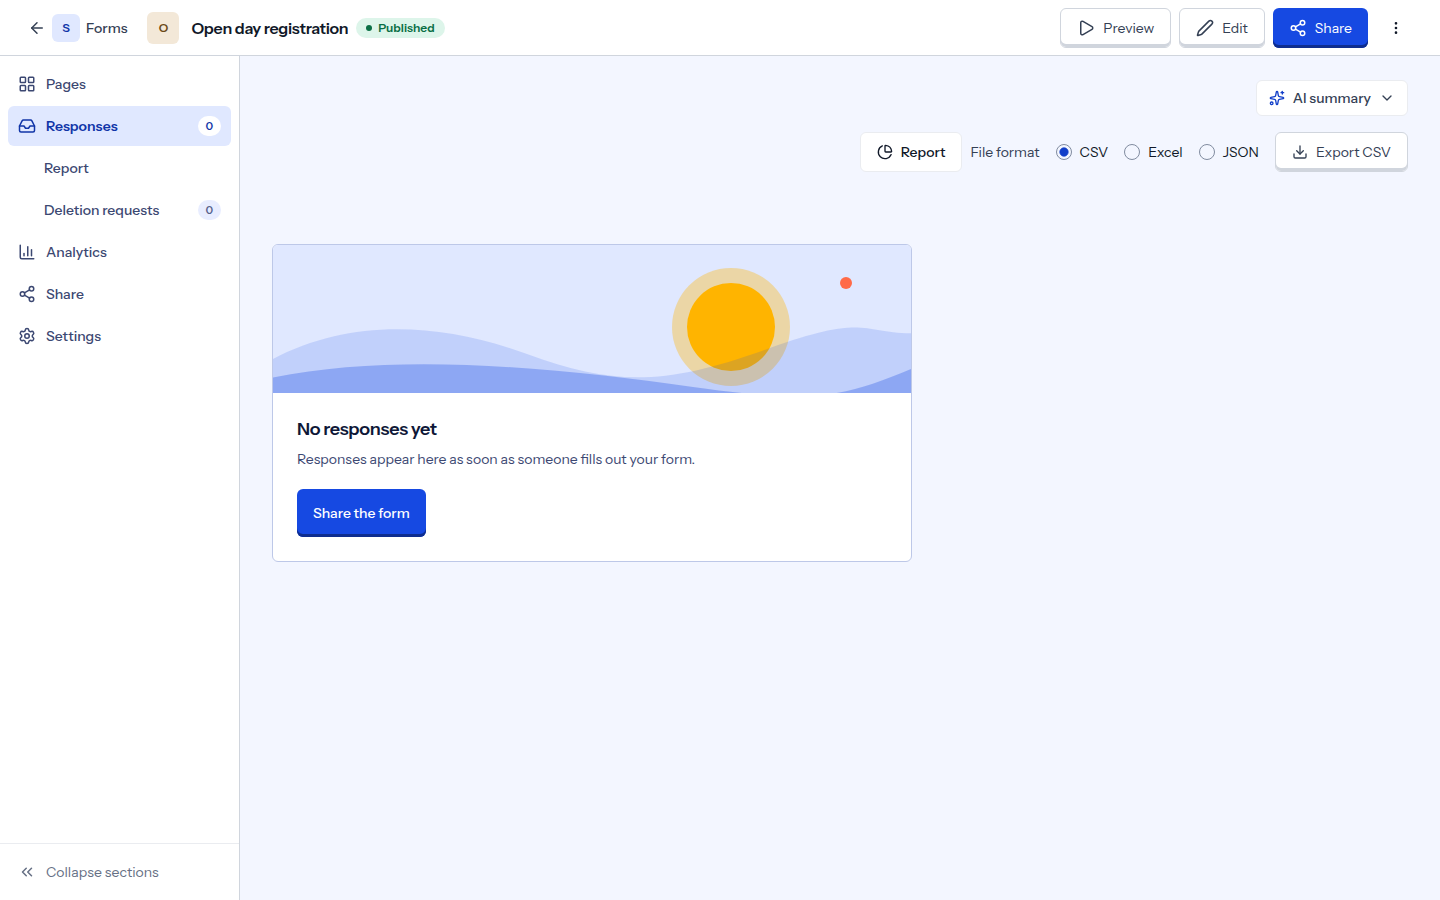 S Forms O Open day registration Published Preview Edit Share
Pages
Responses 0
Report
Deletion requests 0
Analytics
Share
Settings
Collapse sections
AI summary
Report File format CSV Excel JSON Export CSV
No responses yet
Responses appear here as soon as someone fills out your form.
Share the form